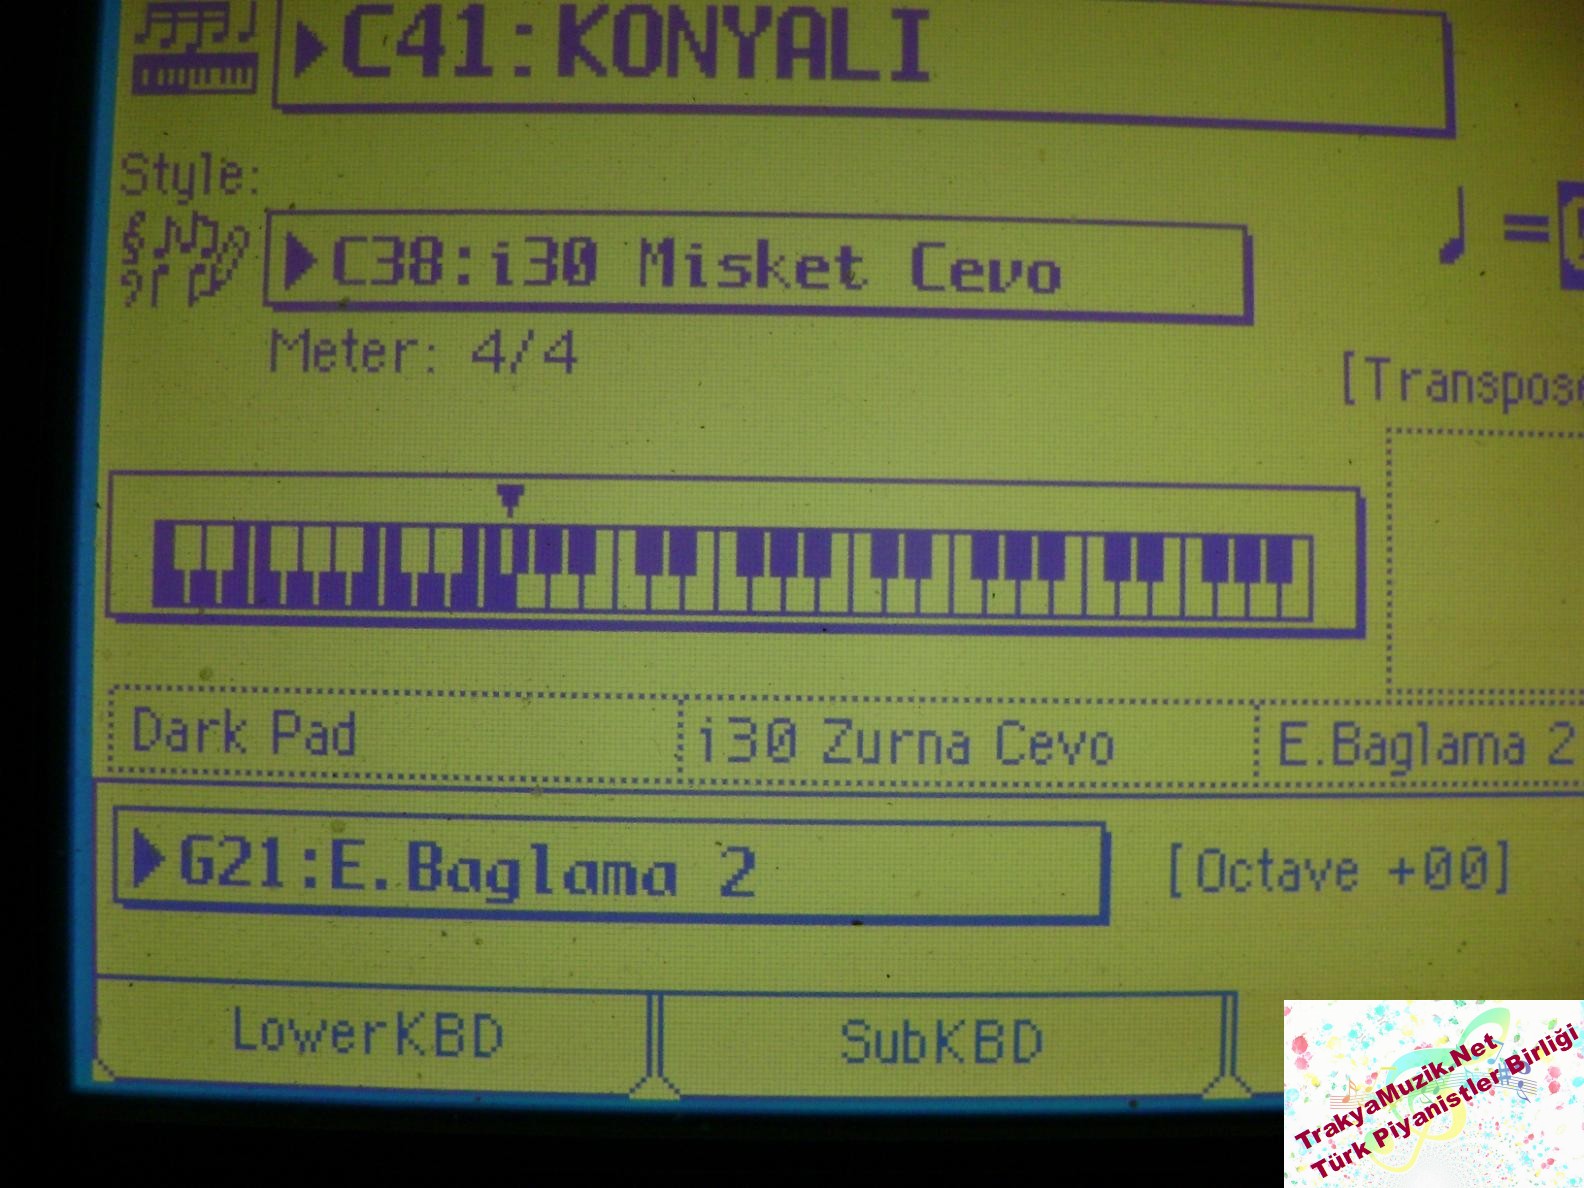 C41:KONYALI
Style:
C38:i30 Misket Cevo
=
Meter: 4/4
[Transpose
Dark Pad
i30 Zurna Cevo
E.Baglama 2
G21:E.Baglama 2
[Octave +00]
LowerKBD
SubKBD
TrakyaMuzik.Net
Türk Piyanistler Birliği